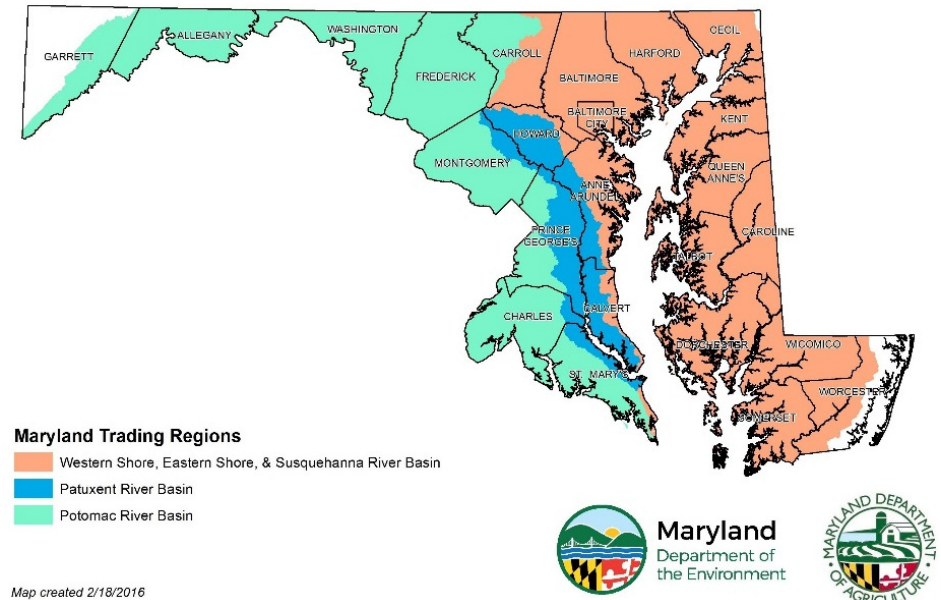 CECIL
WASHINGTON
ALLEGANY
CARROLL
HARFORD
GARRETT
BALTIMORE
FREDERICK
BALTIMORE
CITY
KENT
HOWARD
MONTGOMERY
QUEEN
ANNE'S
ANNE
ARUNDEL
PRINCE
GEORGE'S
CAROLINE
TALBOT
CALVERT
CHARLES
DORCHESTER
WICOMICO
ST. MARY'S
WORCESTER
SOMERSET
Maryland Trading Regions
Western Shore, Eastern Shore, & Susquehanna River Basin
Patuxent River Basin
Potomac River Basin
Maryland
Department of
the Environment
MARYLAND DEPARTMENT
OF AGRICULTURE
Map created 2/18/2016